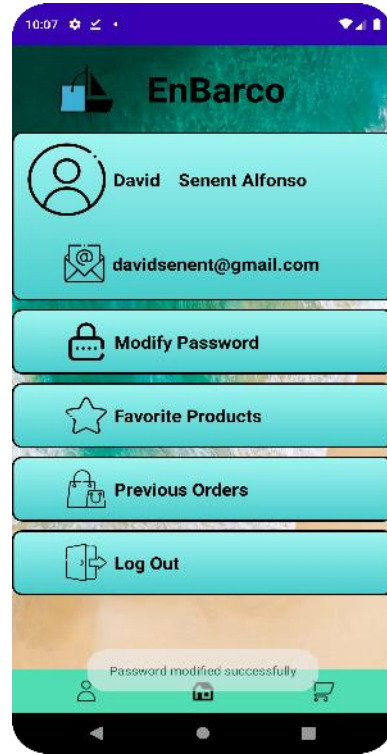 10:07
EnBarco
David Senent Alfonso
davidsenent@gmail.com
Modify Password
Favorite Products
Previous Orders
Log Out
Password modified successfully